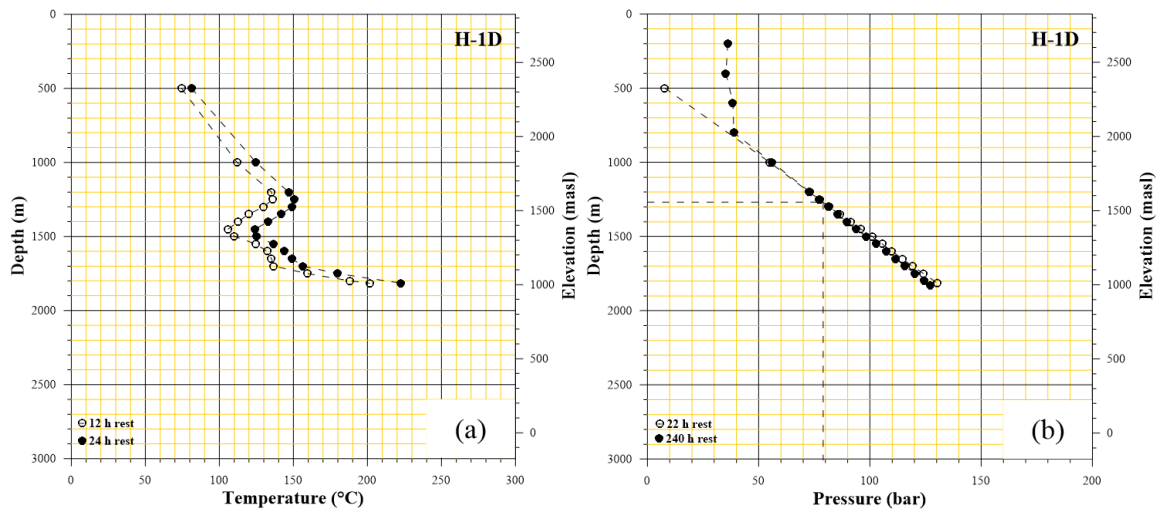 H-1D
0
500
1000
1500
2000
2500
3000
Depth (m)
2500
2000
1500
1000
500
0
Elevation (masl)
12 h rest
24 h rest
(a)
0
50
100
150
200
250
300
Temperature (°C)
H-1D
0
500
1000
1500
2000
2500
3000
Depth (m)
2500
2000
1500
1000
500
0
Elevation (masl)
22 h rest
240 h rest
(b)
0
50
100
150
200
Pressure (bar)